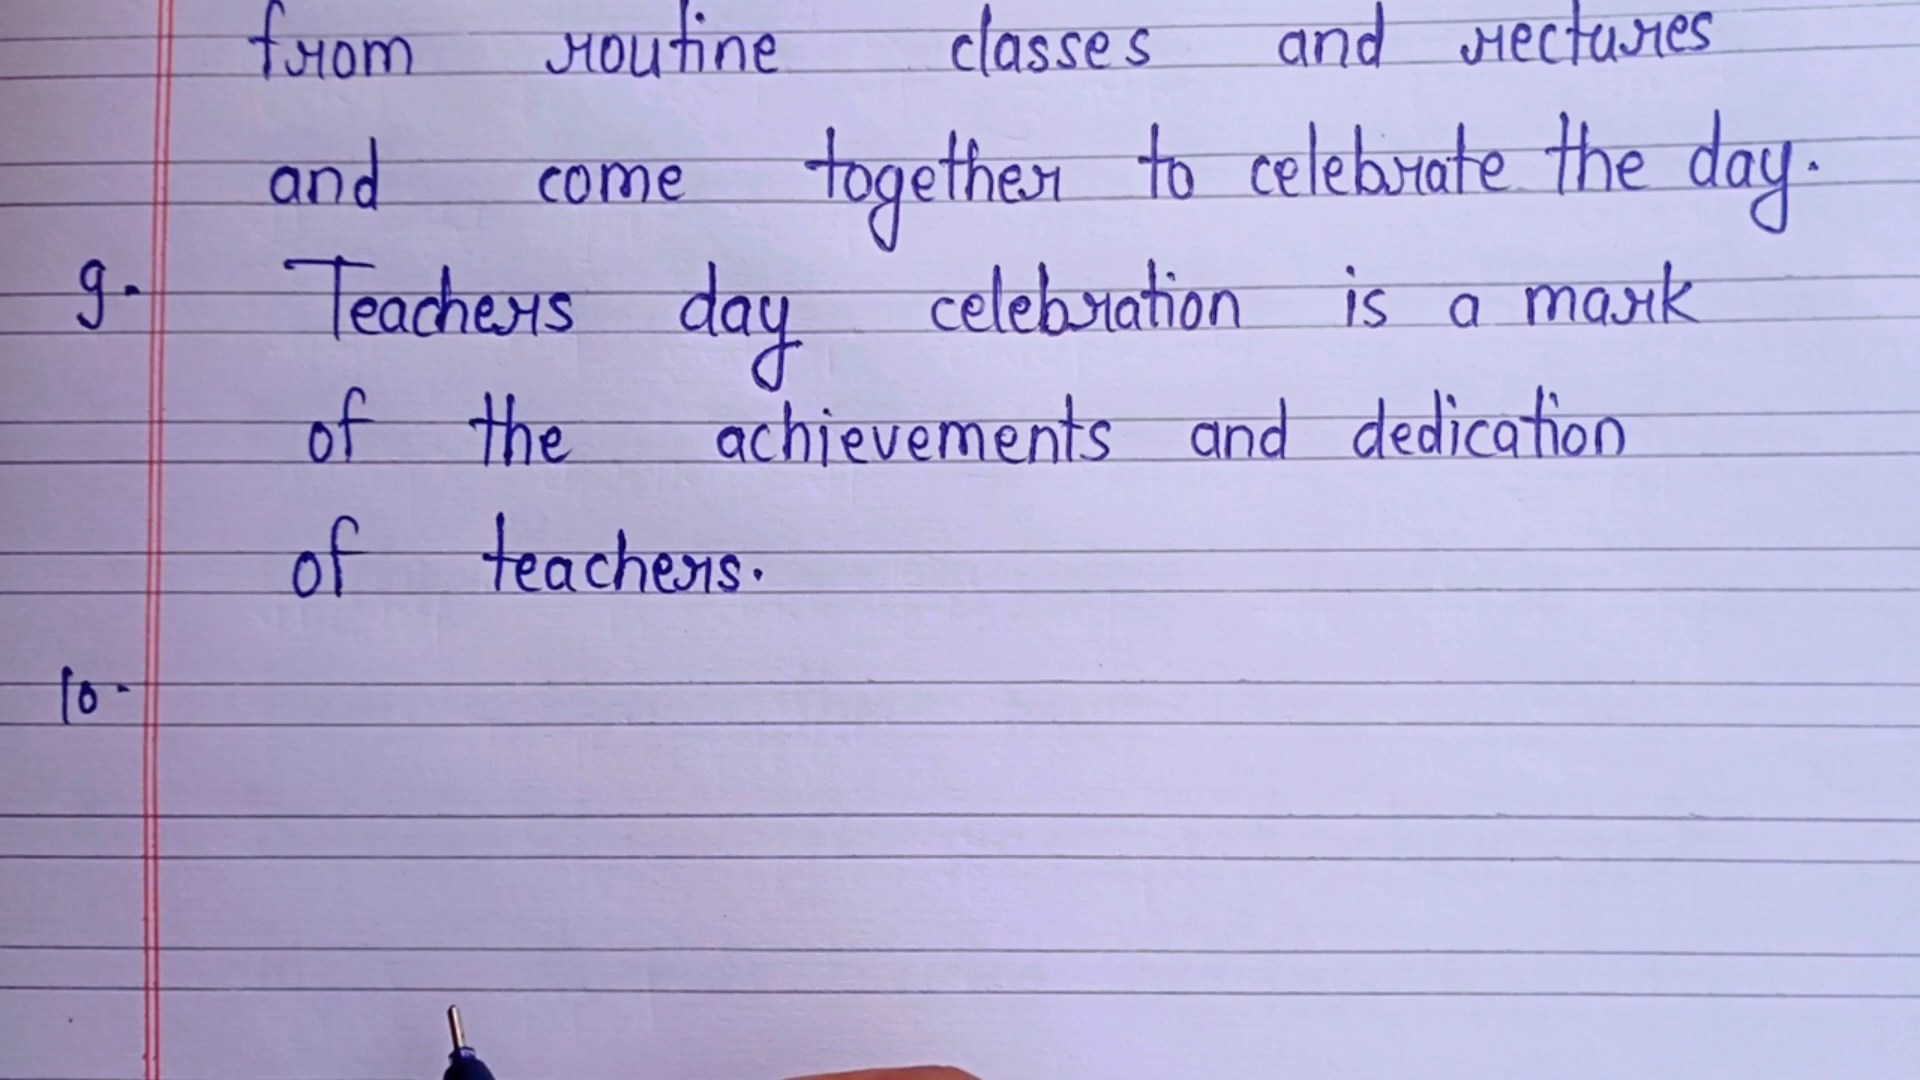 from routine classes and rectures
and come together to celebrate the day.
9. Teachers day celebration is a mark
of the achievements and dedication
of teachers.
10.